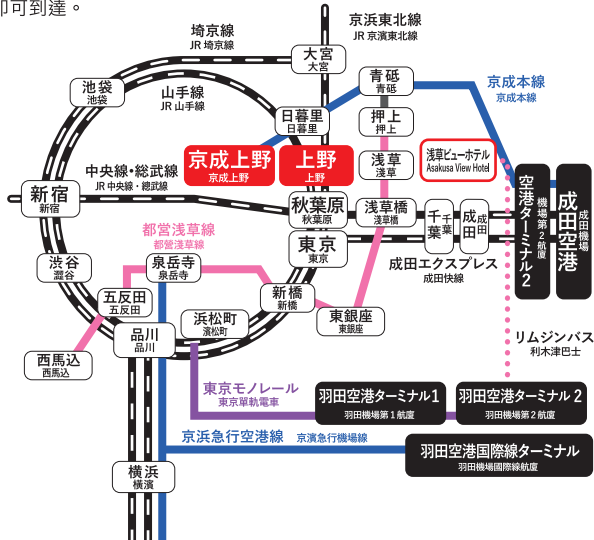 即可到達。
埼京線
JR 埼京線
京浜東北線
JR 京濱東北線
大宮
大宮
池袋
池袋
山手線
JR 山手線
青砥
青砥
京成本線
京成本線
日暮里
日暮里
押上
押上
京成上野
京成上野
上野
上野
浅草
淺草
浅草ビューホテル
Asakusa View Hotel
中央線・総武線
JR 中央線・總武線
新宿
新宿
秋葉原
秋葉原
浅草橋
淺草橋
千葉
千葉
成田
成田
空港ターミナル2
機場第2航廈
成田空港
成田機場
都営浅草線
都營淺草線
東京
東京
渋谷
澀谷
泉岳寺
泉岳寺
成田エクスプレス
成田快線
五反田
五反田
新橋
新橋
品川
品川
浜松町
濱松町
東銀座
東銀座
リムジンバス
利木津巴士
西馬込
西馬込
東京モノレール
東京單軌電車
羽田空港ターミナル1
羽田機場第1航廈
羽田空港ターミナル 2
羽田機場第2航廈
京浜急行空港線
京濱急行機場線
羽田空港国際線ターミナル
羽田機場國際線航廈
横浜
橫濱